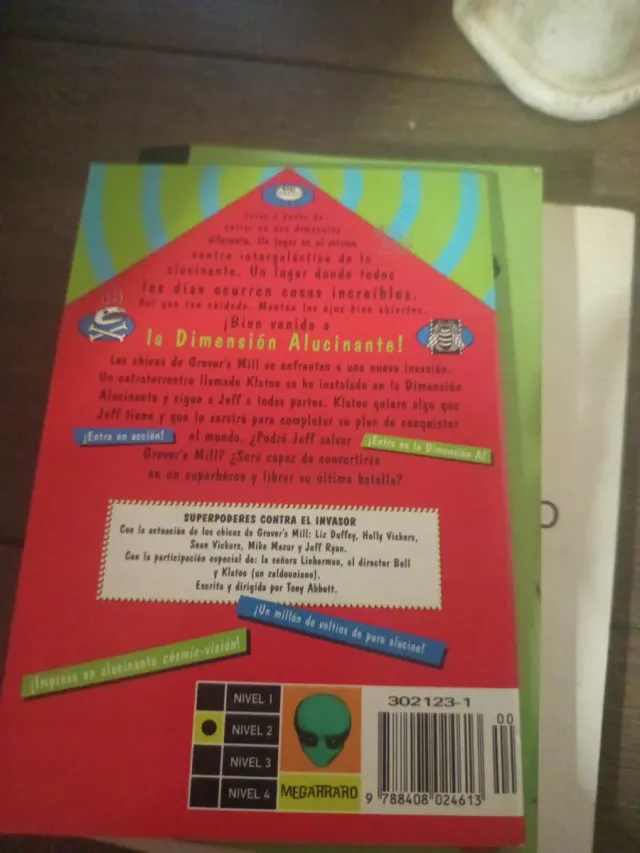 Estás a punto de
entrar en una dimensión
diferente. Un lugar en el mismo
centro intergaláctico de lo
alucinante. Un lugar donde todos
los días ocurren cosas increíbles.
Así que ten cuidado. Mantén los ojos bien abiertos.
¡Bien venido a
la Dimensión Alucinante!
Los chicos de Grover's Mill se enfrentan a una nueva invasión.
Un extraterrestre llamado Klatoo se ha instalado en la Dimensión
Alucinante y sigue a Jeff a todas partes. Klatoo quiere algo que
Jeff tiene y que le servirá para completar su plan de conquistar
¡Entra en acción!
el mundo. ¿Podrá Jeff salvar
¡Entra en la Dimensión A!
Grover's Mill? ¿Será capaz de convertirse
en un superhéroe y librar su última batalla?
SUPERPODERES CONTRA EL INVASOR
Con la actuación de los chicos de Grover's Mill: Liz Duffey, Holly Vickers,
Sean Vickers, Mike Mazur y Jeff Ryan.
Con la participación especial de: la señora Lieberman, el director Bell
y Klatoo (un zaldooniano).
Escrita y dirigida por Tony Abbott.
¡Un millón de voltios de puro alucine!
¡Impreso en alucinante cósmic-visión!
NIVEL 1
NIVEL 2
NIVEL 3
NIVEL 4
MEGARRARO
302123-1
00
9 788408 024613